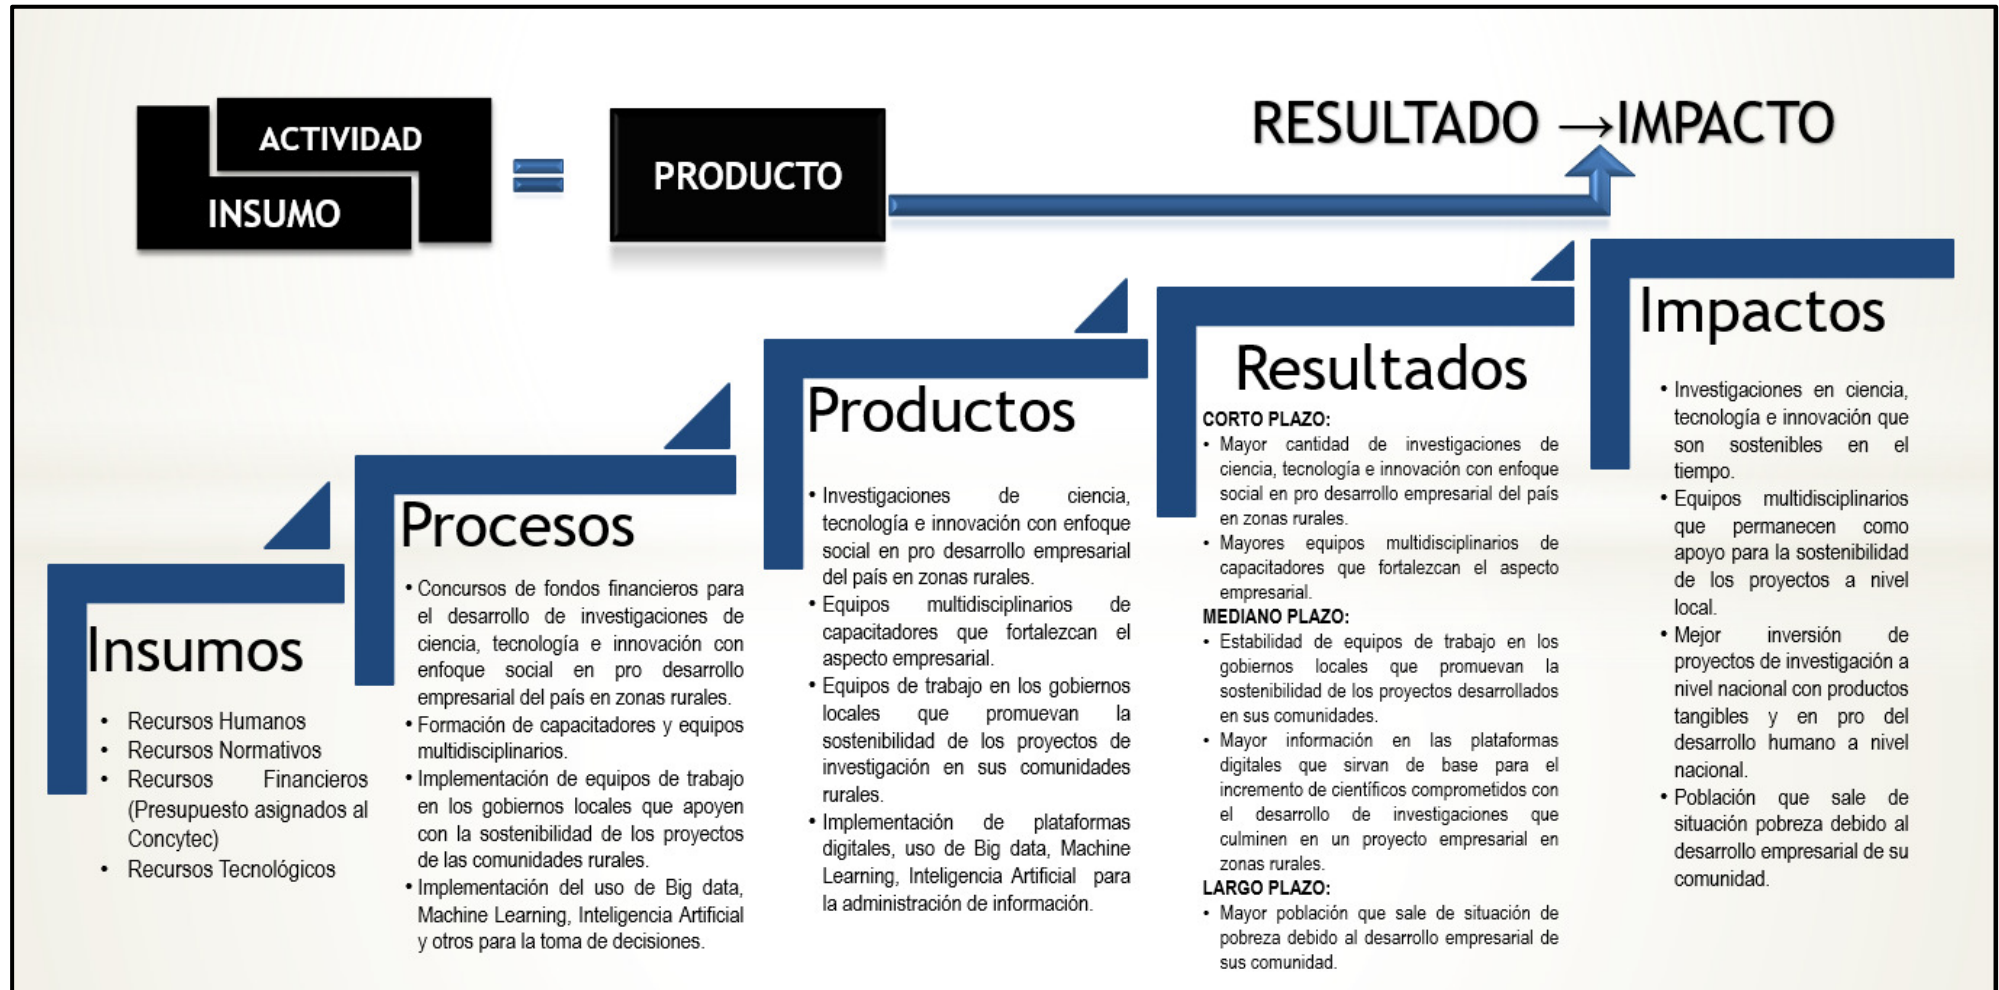 ACTIVIDAD
INSUMO
=
PRODUCTO
RESULTADO →IMPACTO
Insumos
• Recursos Humanos
• Recursos Normativos
• Recursos Financieros
(Presupuesto asignados al
Concytec)
• Recursos Tecnológicos
Procesos
• Concursos de fondos financieros para
el desarrollo de investigaciones de
ciencia, tecnología e innovación con
enfoque social en pro desarrollo
empresarial del país en zonas rurales.
• Formación de capacitadores y equipos
multidisciplinarios.
• Implementación de equipos de trabajo
en los gobiernos locales que apoyen
con la sostenibilidad de los proyectos
de las comunidades rurales.
• Implementación del uso de Big data,
Machine Learning, Inteligencia Artificial
y otros para la toma de decisiones.
Productos
• Investigaciones de ciencia,
tecnología e innovación con enfoque
social en pro desarrollo empresarial
del país en zonas rurales.
• Equipos multidisciplinarios de
capacitadores que fortalezcan el
aspecto empresarial.
• Equipos de trabajo en los gobiernos
locales que promuevan la
sostenibilidad de los proyectos de
investigación en sus comunidades
rurales.
• Implementación de plataformas
digitales, uso de Big data, Machine
Learning, Inteligencia Artificial para
la administración de información.
Resultados
CORTO PLAZO:
• Mayor cantidad de investigaciones de
ciencia, tecnología e innovación con enfoque
social en pro desarrollo empresarial del país
en zonas rurales.
• Mayores equipos multidisciplinarios de
capacitadores que fortalezcan el aspecto
empresarial.
MEDIANO PLAZO:
• Estabilidad de equipos de trabajo en los
gobiernos locales que promuevan la
sostenibilidad de los proyectos desarrollados
en sus comunidades.
• Mayor información en las plataformas
digitales que sirvan de base para el
incremento de científicos comprometidos con
el desarrollo de investigaciones que
culminen en un proyecto empresarial en
zonas rurales.
LARGO PLAZO:
• Mayor población que sale de situación de
pobreza debido al desarrollo empresarial de
sus comunidad.
Impactos
• Investigaciones en ciencia,
tecnología e innovación que
son sostenibles en el
tiempo.
• Equipos multidisciplinarios
que permanecen como
apoyo para la sostenibilidad
de los proyectos a nivel
local.
• Mejor inversión de
proyectos de investigación a
nivel nacional con productos
tangibles y en pro del
desarrollo humano a nivel
nacional.
• Población que sale de
situación pobreza debido al
desarrollo empresarial de su
comunidad.